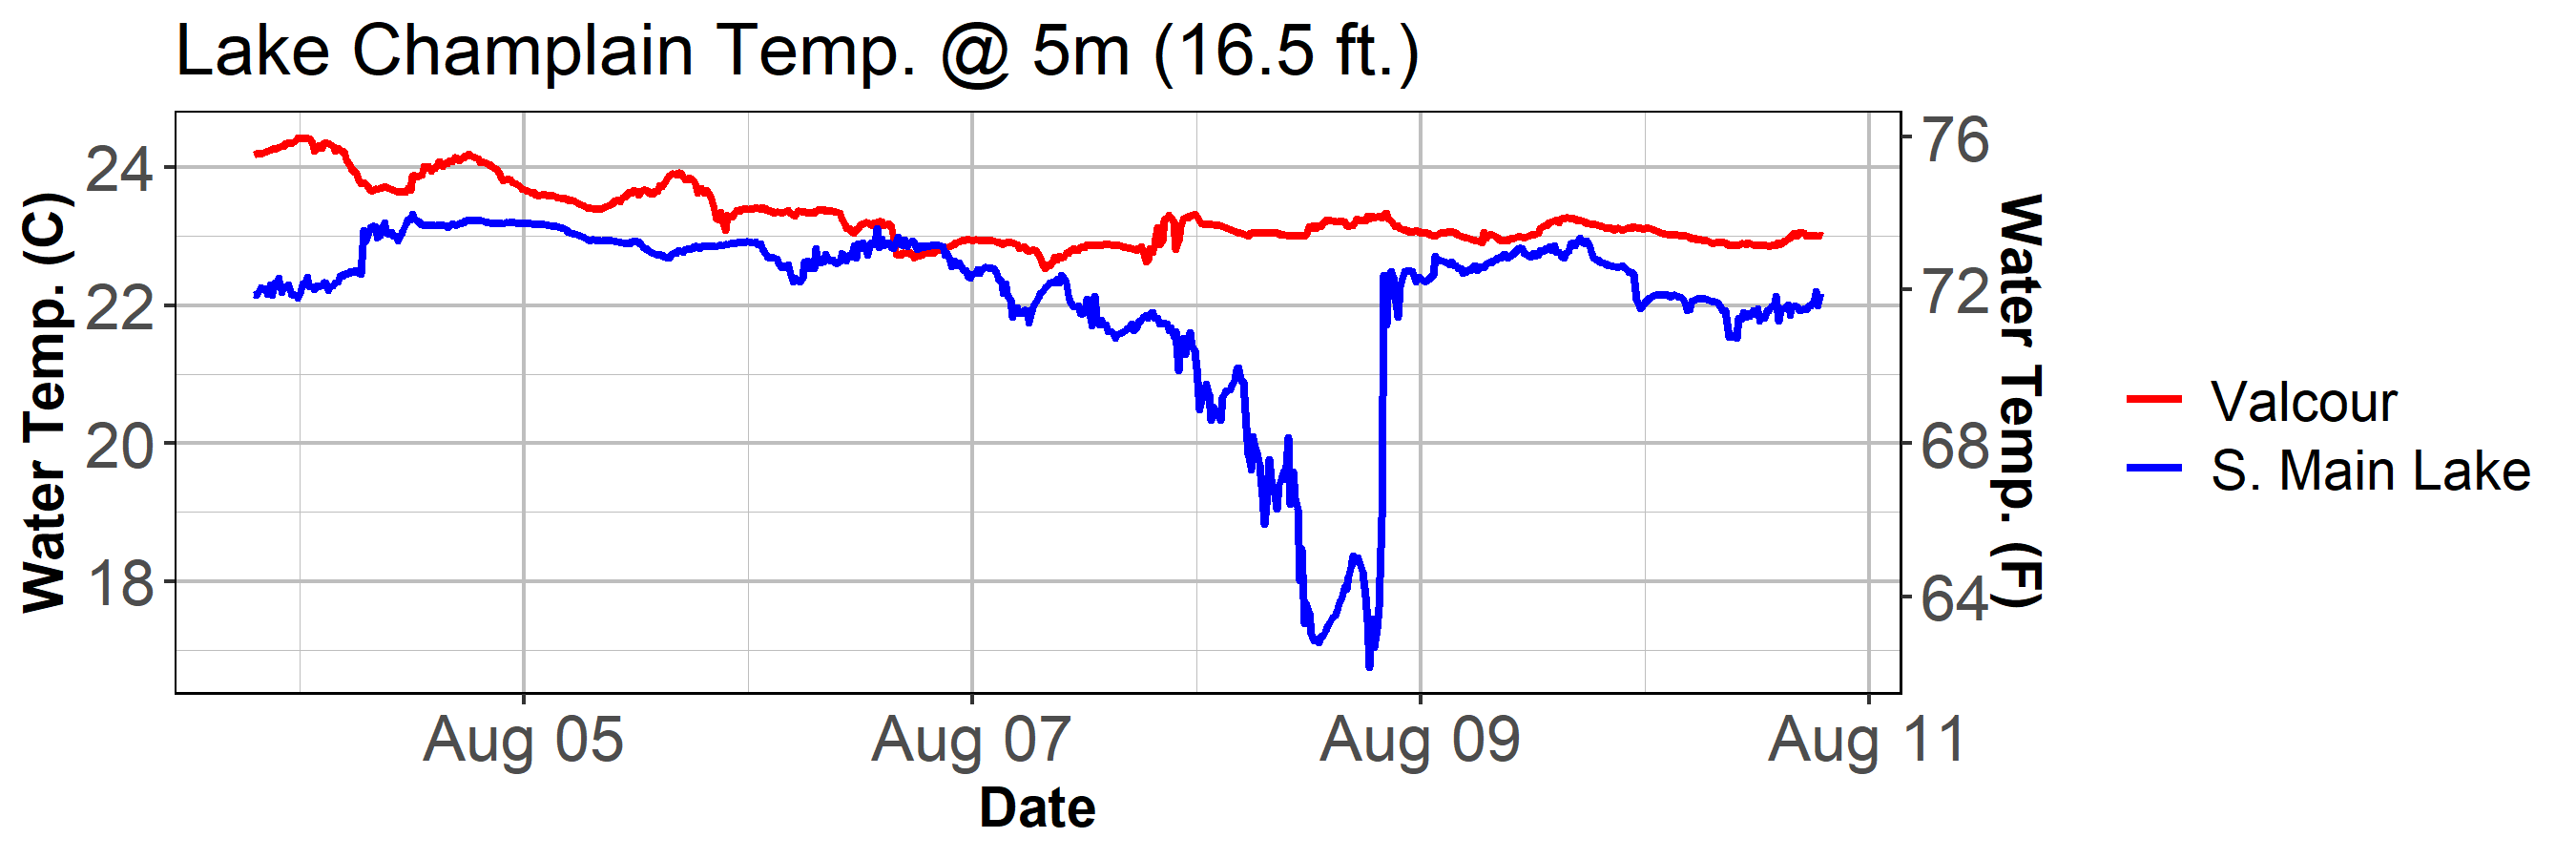 Lake Champlain Temp. @ 5m (16.5 ft.)
Water Temp. (C)
24
22
20
18
76
72
68
64
Water Temp. (F)
Aug 05
Aug 07
Aug 09
Aug 11
Date
Valcour
S. Main Lake